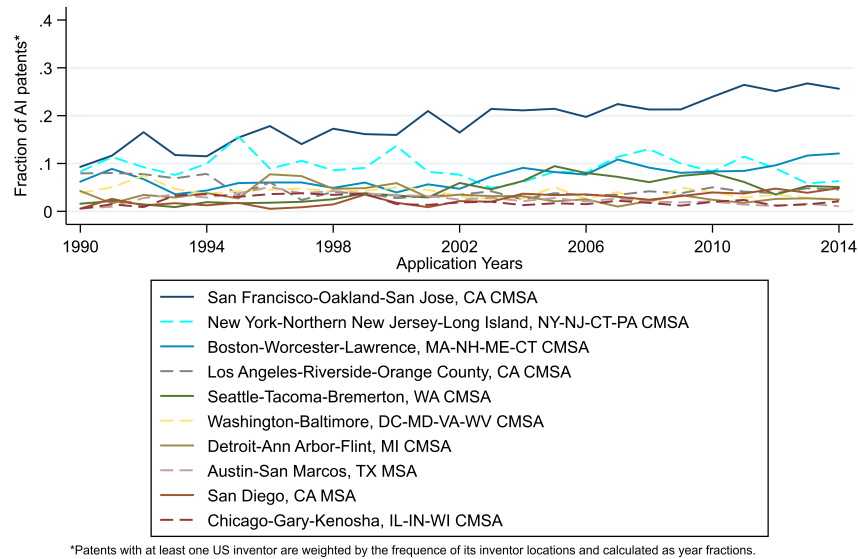 Fraction of AI patents*
.4
.3
.2
.1
0
1990 1994 1998 2002 2006 2010 2014
Application Years
San Francisco-Oakland-San Jose, CA CMSA
New York-Northern New Jersey-Long Island, NY-NJ-CT-PA CMSA
Boston-Worcester-Lawrence, MA-NH-ME-CT CMSA
Los Angeles-Riverside-Orange County, CA CMSA
Seattle-Tacoma-Bremerton, WA CMSA
Washington-Baltimore, DC-MD-VA-WV CMSA
Detroit-Ann Arbor-Flint, MI CMSA
Austin-San Marcos, TX MSA
San Diego, CA MSA
Chicago-Gary-Kenosha, IL-IN-WI CMSA
*Patents with at least one US inventor are weighted by the frequence of its inventor locations and calculated as year fractions.